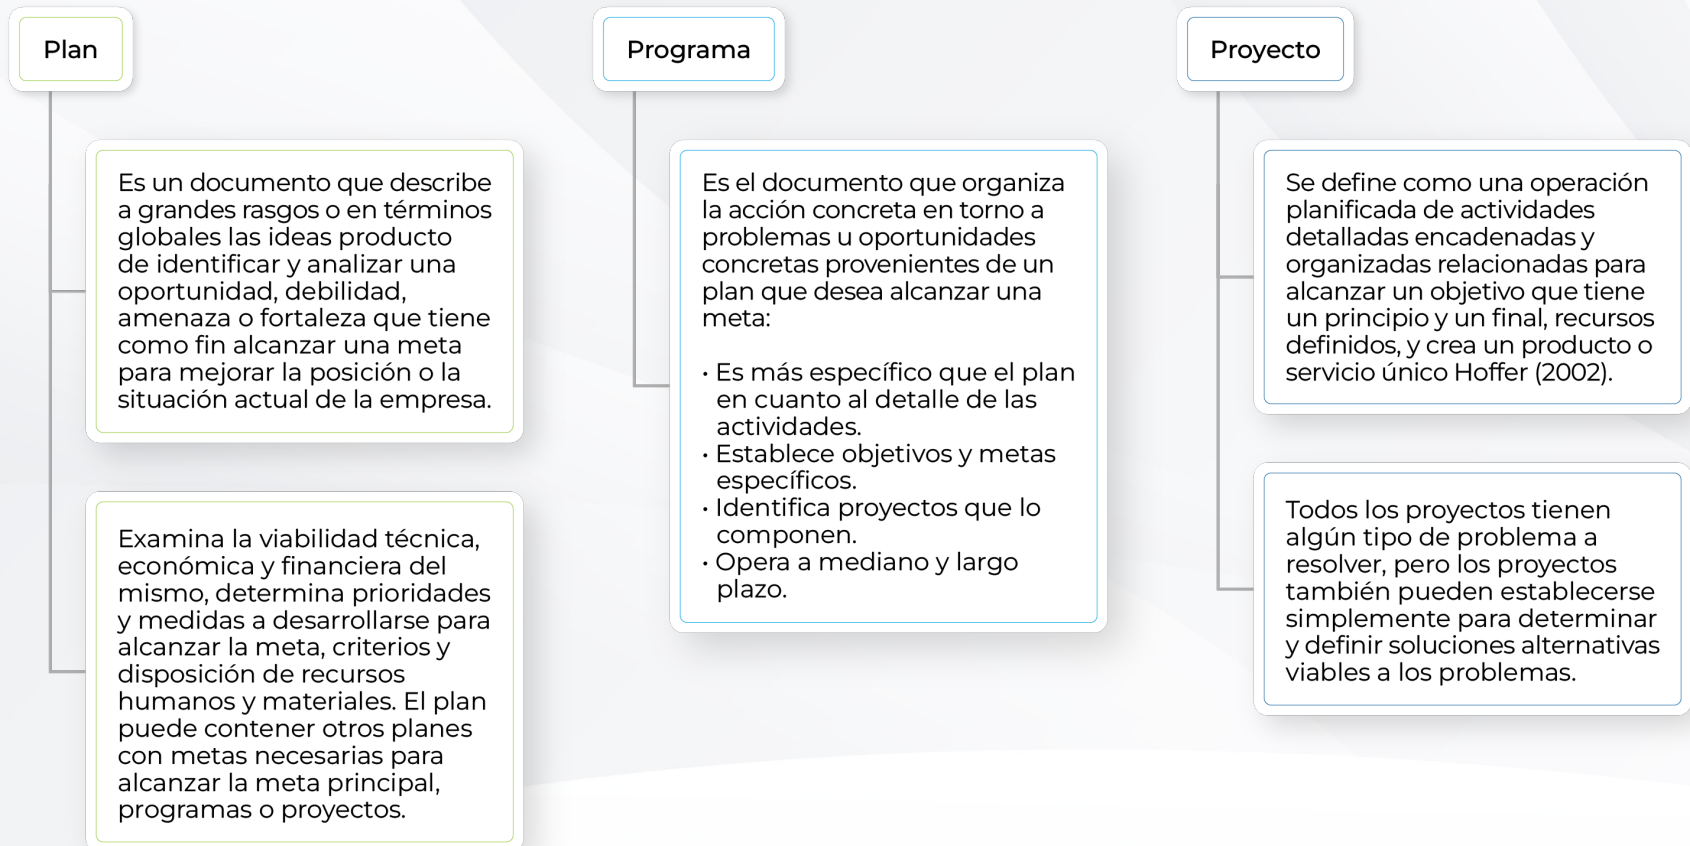 Plan
Es un documento que describe
a grandes rasgos o en términos
globales las ideas producto
de identificar y analizar una
oportunidad, debilidad,
amenaza o fortaleza que tiene
como fin alcanzar una meta
para mejorar la posición o la
situación actual de la empresa.
Examina la viabilidad técnica,
económica y financiera del
mismo, determina prioridades
y medidas a desarrollarse para
alcanzar la meta, criterios y
disposición de recursos
humanos y materiales. El plan
puede contener otros planes
con metas necesarias para
alcanzar la meta principal,
programas o proyectos.
Programa
Es el documento que organiza
la acción concreta en torno a
problemas u oportunidades
concretas provenientes de un
plan que desea alcanzar una
meta:
· Es más específico que el plan
en cuanto al detalle de las
actividades.
· Establece objetivos y metas
específicos.
· Identifica proyectos que lo
componen.
· Opera a mediano y largo
plazo.
Proyecto
Se define como una operación
planificada de actividades
detalladas encadenadas y
organizadas relacionadas para
alcanzar un objetivo que tiene
un principio y un final, recursos
definidos, y crea un producto o
servicio único Hoffer (2002).
Todos los proyectos tienen
algún tipo de problema a
resolver, pero los proyectos
también pueden establecerse
simplemente para determinar
y definir soluciones alternativas
viables a los problemas.